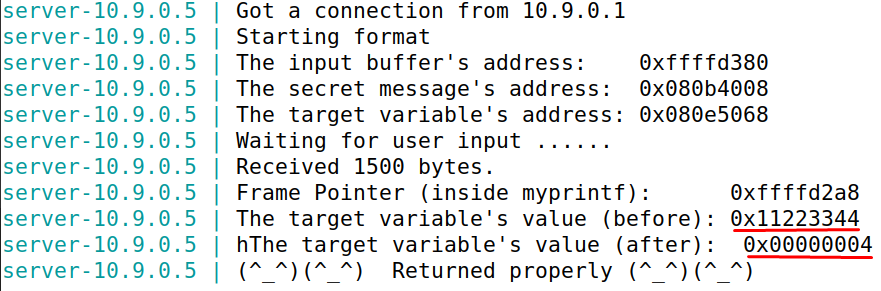 server-10.9.0.5 | Got a connection from 10.9.0.1
server-10.9.0.5 | Starting format
server-10.9.0.5 | The input buffer's address:    0xffffd380
server-10.9.0.5 | The secret message's address:  0x080b4008
server-10.9.0.5 | The target variable's address: 0x080e5068
server-10.9.0.5 | Waiting for user input ......
server-10.9.0.5 | Received 1500 bytes.
server-10.9.0.5 | Frame Pointer (inside myprintf):      0xffffd2a8
server-10.9.0.5 | The target variable's value (before): 0x11223344
server-10.9.0.5 | hThe target variable's value (after):  0x00000004
server-10.9.0.5 | (^_^)(^_^)  Returned properly (^_^)(^_^)